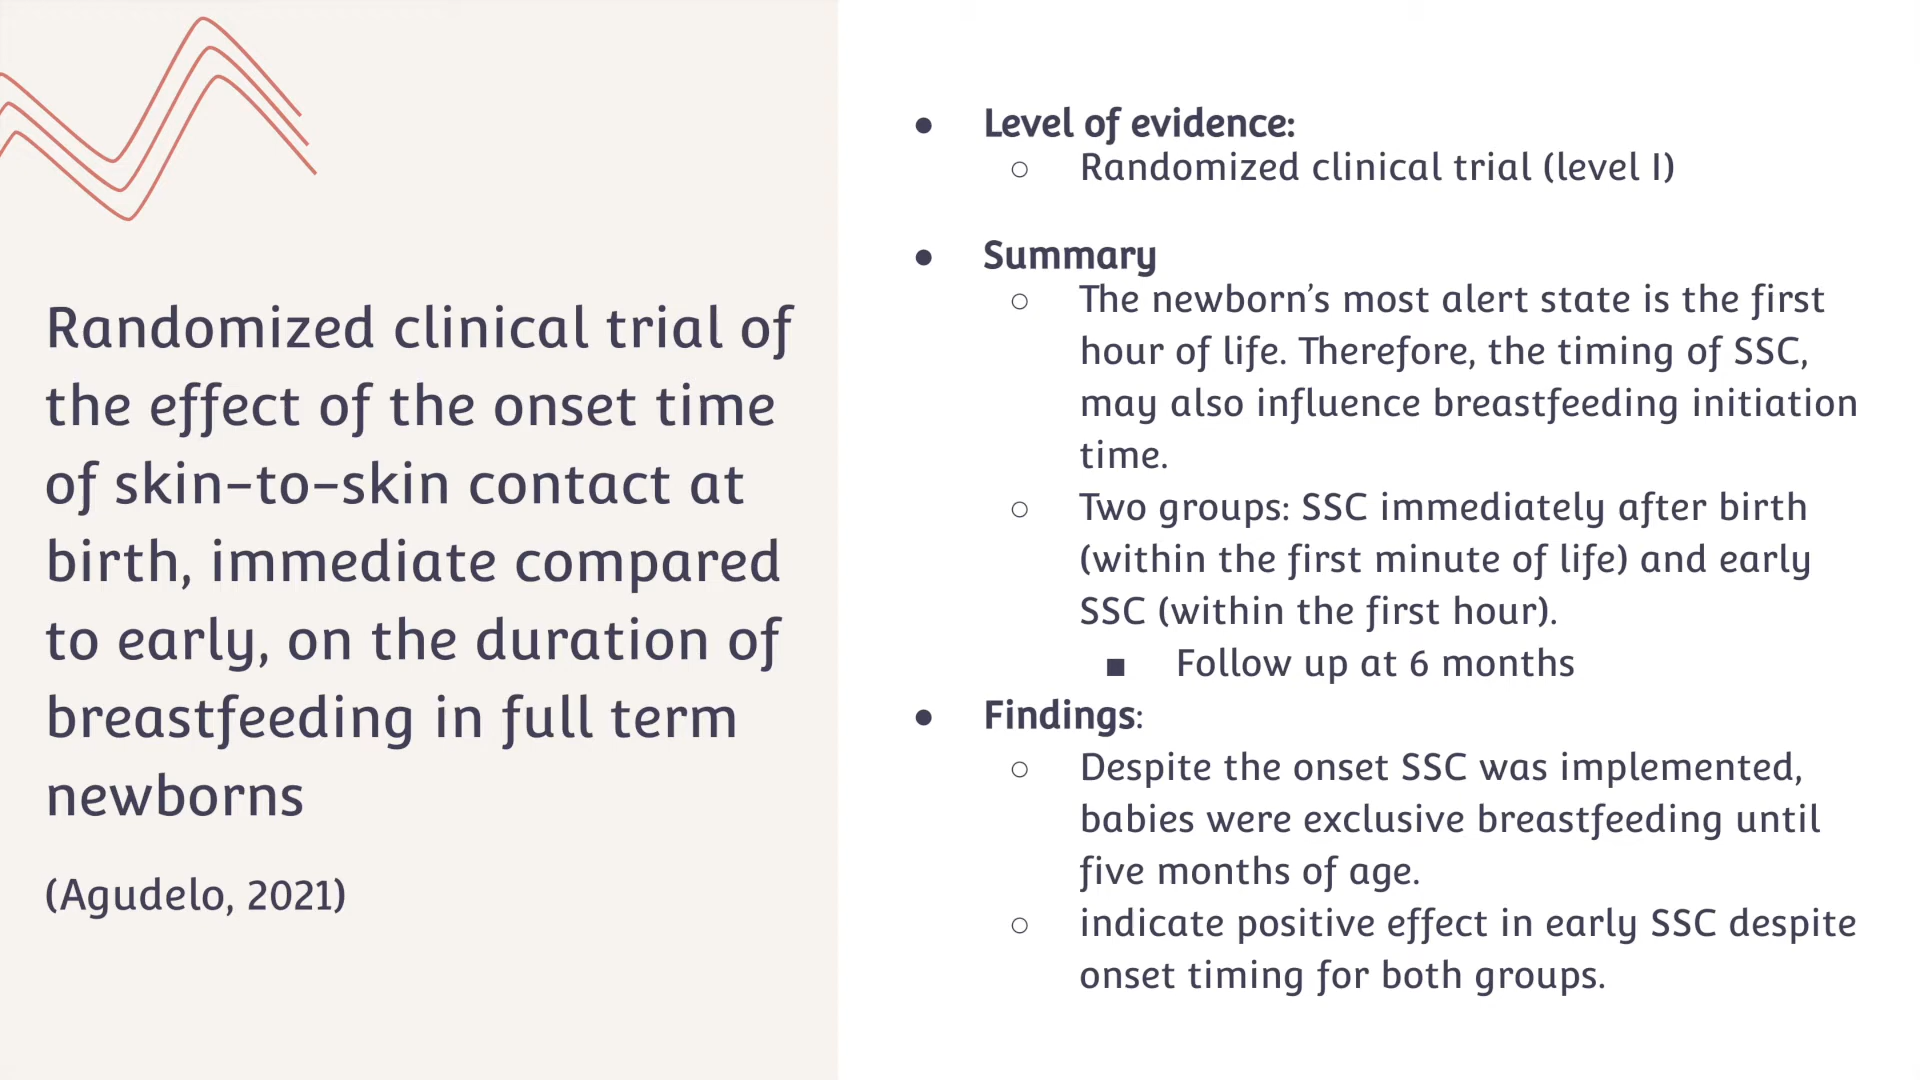 Randomized clinical trial of
the effect of the onset time
of skin-to-skin contact at
birth, immediate compared
to early, on the duration of
breastfeeding in full term
newborns
(Agudelo, 2021)
● Level of evidence:
○ Randomized clinical trial (level I)
● Summary
○ The newborn’s most alert state is the first
hour of life. Therefore, the timing of SSC,
may also influence breastfeeding initiation
time.
○ Two groups: SSC immediately after birth
(within the first minute of life) and early
SSC (within the first hour).
■ Follow up at 6 months
● Findings:
○ Despite the onset SSC was implemented,
babies were exclusive breastfeeding until
five months of age.
○ indicate positive effect in early SSC despite
onset timing for both groups.